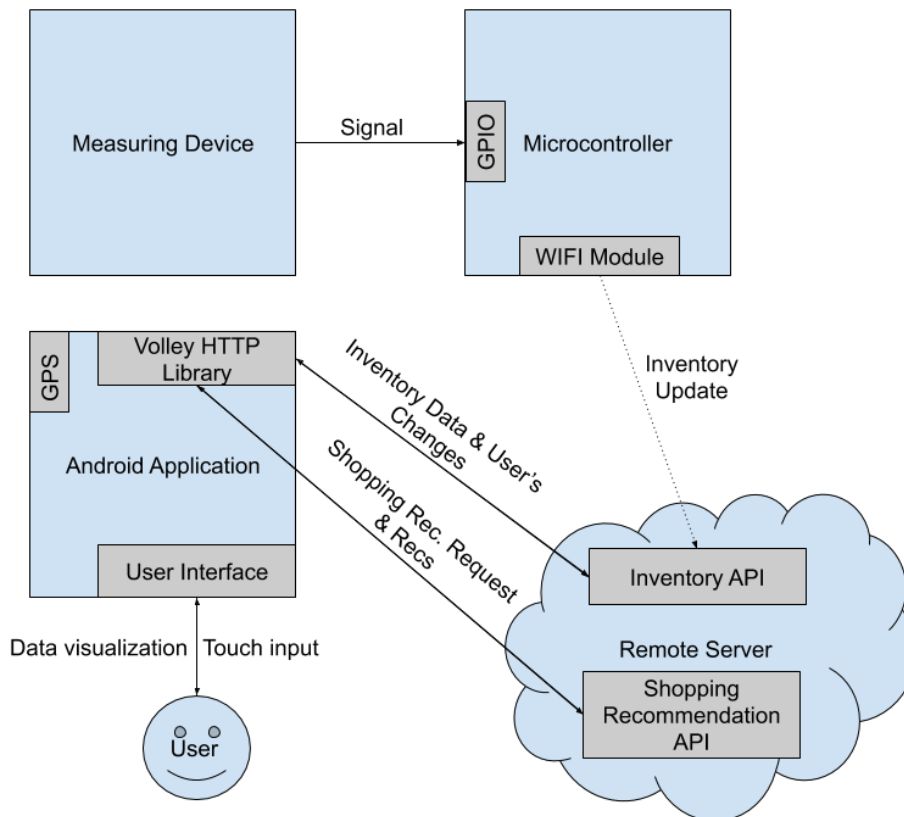 Measuring Device
Signal
GPIO
Microcontroller
WIFI Module
Inventory
Update
GPS
Volley HTTP
Library
Android Application
User Interface
Inventory Data & User's
Changes
Shopping Rec. Request
& Recs
Inventory API
Remote Server
Shopping
Recommendation
API
Data visualization
Touch input
User